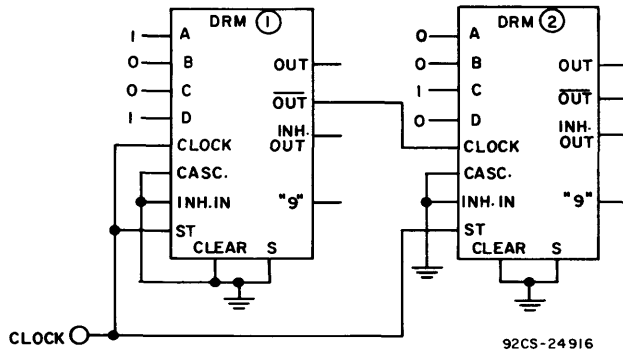 DRM 1
1 A
0 B
0 C
1 D
CLOCK
CASC.
INH. IN
ST
CLEAR S
OUT
OUT
INH.
OUT
"9"
DRM 2
0 A
0 B
1 C
0 D
CLOCK
CASC.
INH. IN
ST
CLEAR S
OUT
OUT
INH.
OUT
"9"
CLOCK
92CS-24916